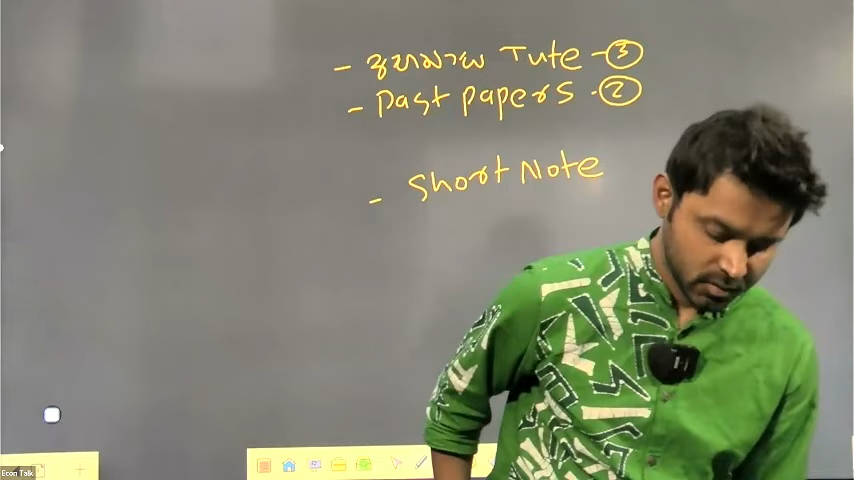 - Tute - 3
- Past papers - 2
- Short Note
Econ Talk